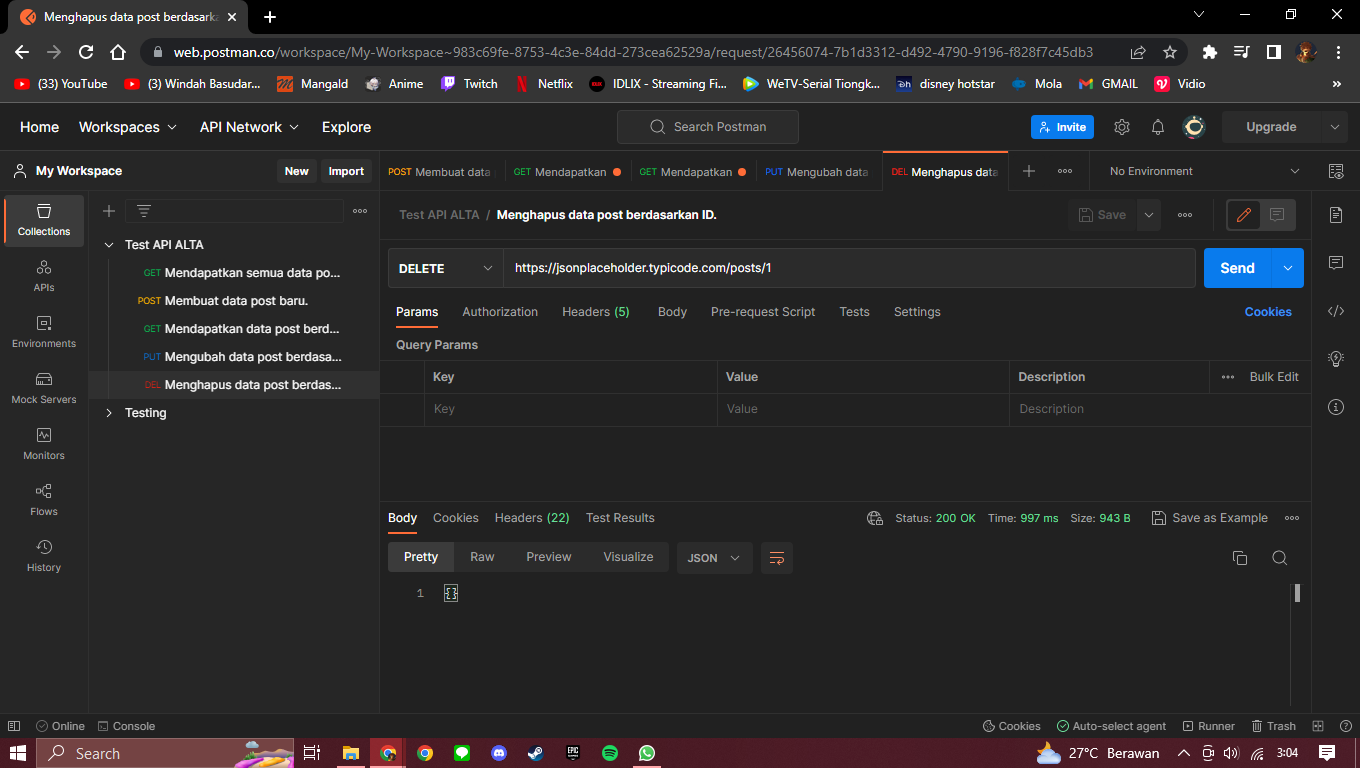 Menghapus data post berdasarka
web.postman.co/workspace/My-Workspace~983c69fe-8753-4c3e-84dd-273cea62529a/request/26456074-7b1d3312-d492-4790-9196-f828f7c45db3
(33) YouTube (3) Windah Basudar... Mangald Anime Twitch Netflix IDLIX - Streaming Fi... WeTV-Serial Tiongk... disney hotstar Mola GMAIL Vidio »
Home Workspaces API Network Explore Search Postman Invite Upgrade
My Workspace New Import
POST Membuat data GET Mendapatkan GET Mendapatkan PUT Mengubah data DEL Menghapus data No Environment
Collections
APIs
Environments
Mock Servers
Monitors
Flows
History
Test API ALTA
GET Mendapatkan semua data po...
POST Membuat data post baru.
GET Mendapatkan data post berd...
PUT Mengubah data post berdasa...
DEL Menghapus data post berdas...
Testing
Test API ALTA / Menghapus data post berdasarkan ID. Save
DELETE https://jsonplaceholder.typicode.com/posts/1 Send
Params Authorization Headers (5) Body Pre-request Script Tests Settings Cookies
Query Params
Key Value Description Bulk Edit
Key Value Description
Body Cookies Headers (22) Test Results Status: 200 OK Time: 997 ms Size: 943 B Save as Example
Pretty Raw Preview Visualize JSON
1 {}
Online Console Cookies Auto-select agent Runner Trash
Search EPIC GAMES 27°C Berawan 3:04